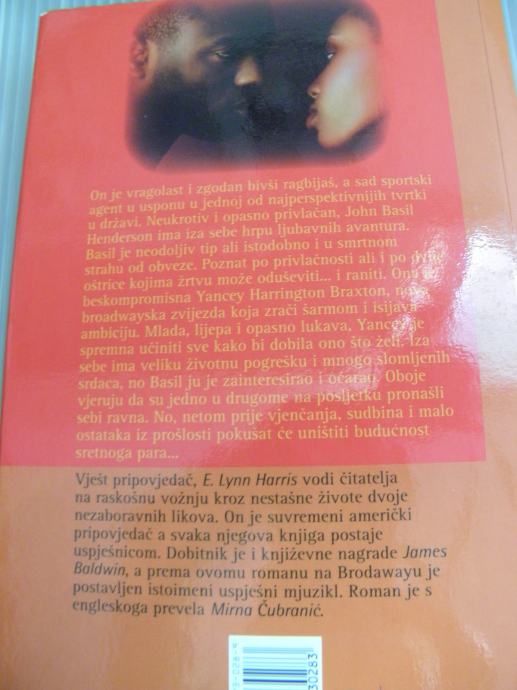 On je vragolast i zgodan bivši ragbijaš, a sad sportski
agent u usponu u jednoj od najperspektivnijih tvrtki
u državi. Neukrotiv i opasno privlačan, John Basil
Henderson ima iza sebe hrpu ljubavnih avantura.
Basil je neodoljiv tip ali istodobno i u smrtnom
strahu od obveze. Poznat po privlačnosti ali i po dvije
oštrice kojima žrtvu može oduševiti... i raniti. Ona je
beskompromisna Yancey Harrington Braxton, nova
broadwayska zvijezda koja zrači šarmom i isijava
ambiciju. Mlada, lijepa i opasno lukava, Yancey je
spremna učiniti sve kako bi dobila ono što želi. Iza
sebe ima veliku životnu pogrešku i mnogo slomljenih
srdaca, no Basil ju je zainteresirao i očarao. Oboje
vjeruju da su jedno u drugome na posljetku pronašli
sebi ravna. No, netom prije vjenčanja, sudbina i malo
ostataka iz prošlosti pokušat će uništiti budućnost
sretnoga para...
Vješt pripovjedač, E. Lynn Harris vodi čitatelja
na raskošnu vožnju kroz nestašne živote dvoje
nezaboravnih likova. On je suvremeni američki
pripovjedač a svaka njegova knjiga postaje
uspješnicom. Dobitnik je i književne nagrade James
Baldwin, a prema ovomu romanu na Brodawayu je
postavljen istoimeni uspješni mjuzikl. Roman je s
engleskoga prevela Mirna Čubranić.
30283